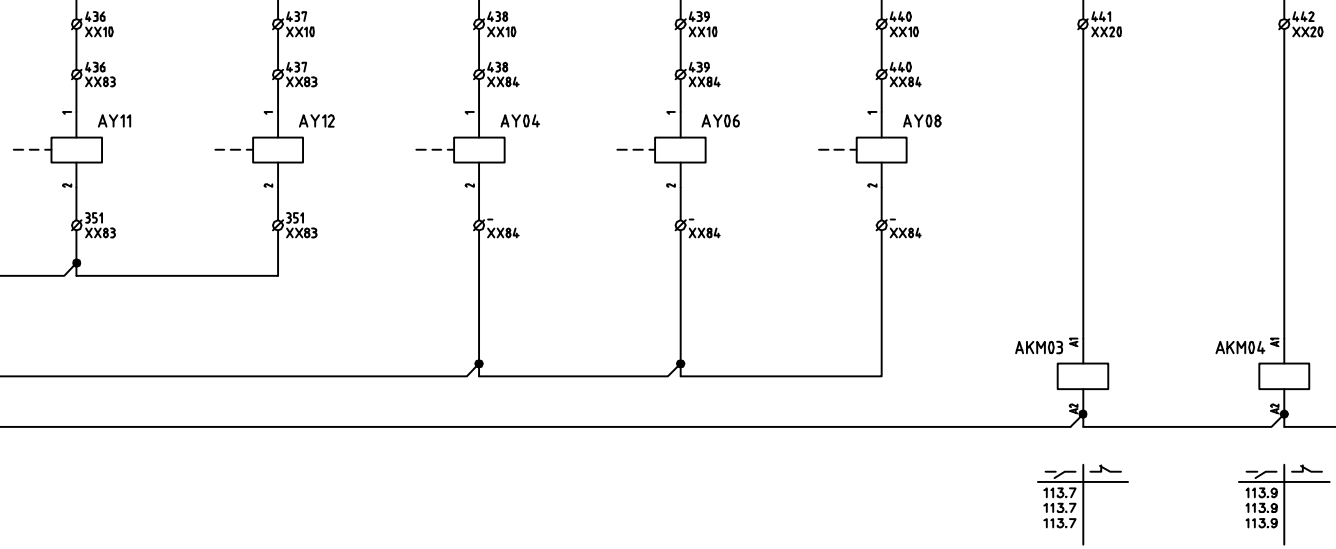 436
XX10
437
XX10
438
XX10
439
XX10
440
XX10
441
XX20
442
XX20
436
XX83
437
XX83
438
XX84
439
XX84
440
XX84
1
AY11
1
AY12
1
AY04
1
AY06
1
AY08
2
2
2
2
2
351
XX83
351
XX83
-
XX84
-
XX84
-
XX84
AKM03
A1
AKM04
A1
A2
A2
113.7
113.7
113.7
113.9
113.9
113.9